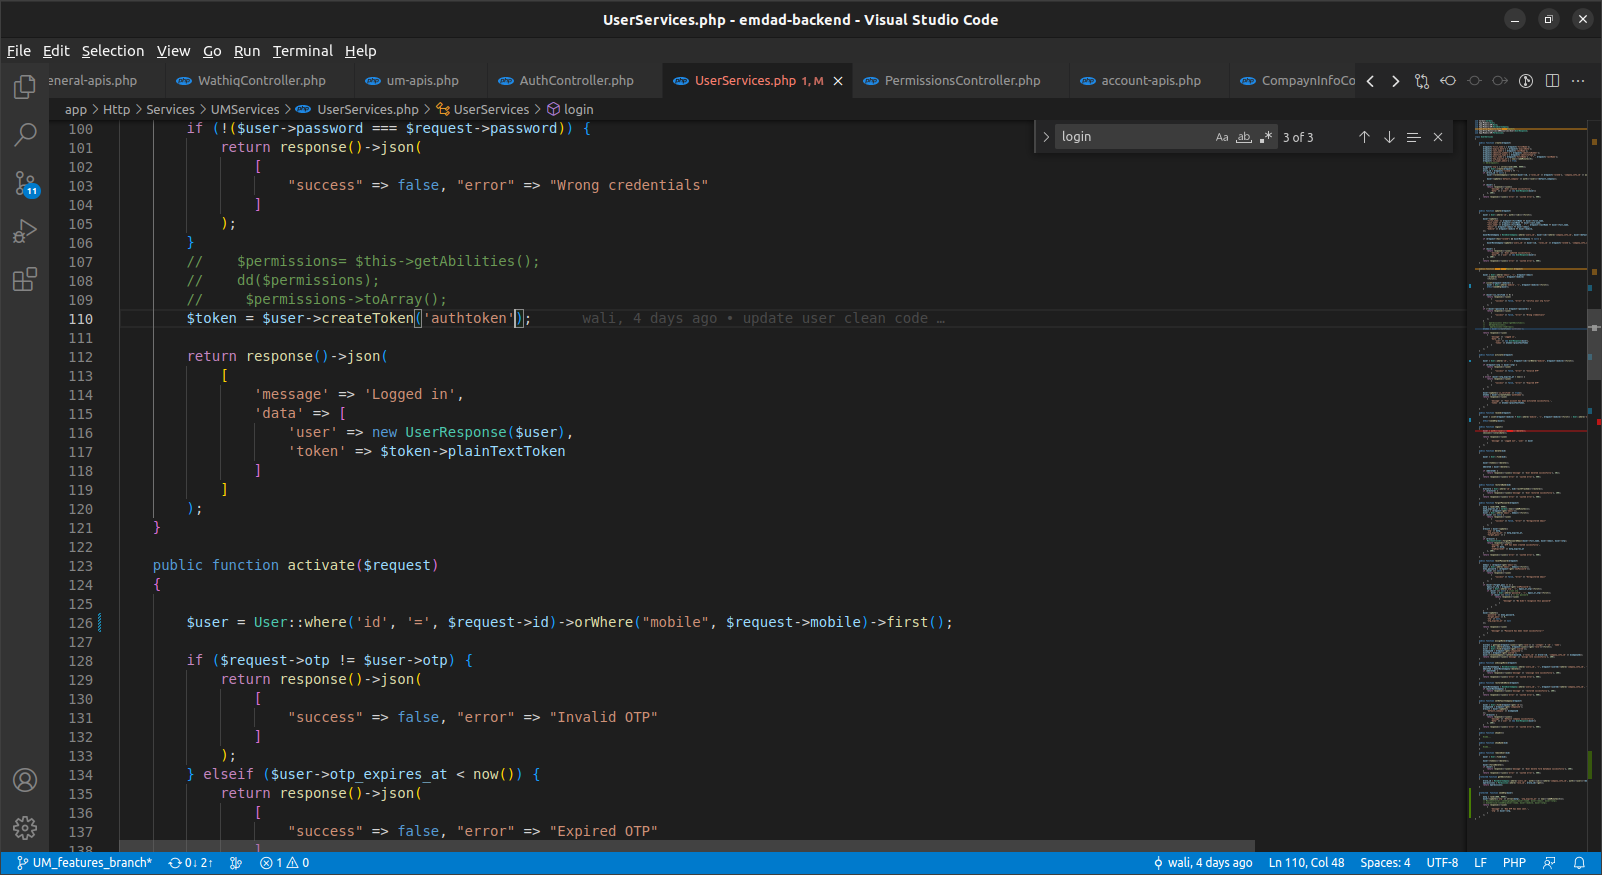 UserServices.php - emdad-backend - Visual Studio Code
File Edit Selection View Go Run Terminal Help
eneral-apis.php WathiqController.php um-apis.php AuthController.php UserServices.php 1, M PermissionsController.php account-apis.php CompaynInfoCo
app > Http > Services > UMServices > UserServices.php > UserServices > login
login Aa ab .* 3 of 3
100 if (!($user->password === $request->password)) {
101 return response()->json(
102 [
103 "success" => false, "error" => "Wrong credentials"
104 ]
105 );
106 }
107 //    $permissions= $this->getAbilities();
108 //    dd($permissions);
109 //     $permissions->toArray();
110 $token = $user->createToken('authtoken'); wali, 4 days ago • update user clean code …
111
112 return response()->json(
113 [
114 'message' => 'Logged in',
115 'data' => [
116 'user' => new UserResponse($user),
117 'token' => $token->plainTextToken
118 ]
119 ]
120 );
121 }
122
123 public function activate($request)
124 {
125
126 $user = User::where('id', '=', $request->id)->orWhere("mobile", $request->mobile)->first();
127
128 if ($request->otp != $user->otp) {
129 return response()->json(
130 [
131 "success" => false, "error" => "Invalid OTP"
132 ]
133 );
134 } elseif ($user->otp_expires_at < now()) {
135 return response()->json(
136 [
137 "success" => false, "error" => "Expired OTP"
138 ]
11
UM_features_branch* 0↓ 2↑ 1 0 wali, 4 days ago Ln 110, Col 48 Spaces: 4 UTF-8 LF PHP